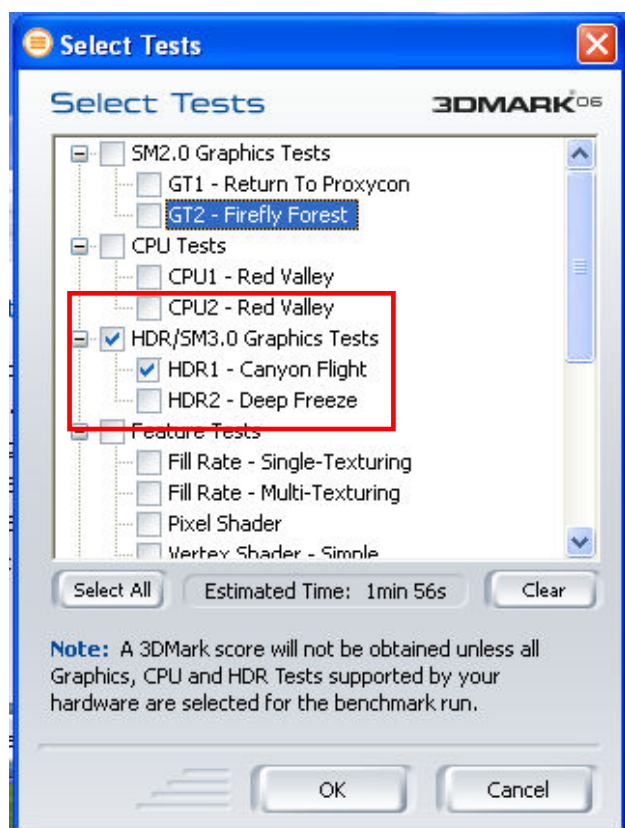 Select Tests
Select Tests 3DMARK°06
SM2.0 Graphics Tests
GT1 - Return To Proxycon
GT2 - Firefly Forest
CPU Tests
CPU1 - Red Valley
CPU2 - Red Valley
HDR/SM3.0 Graphics Tests
HDR1 - Canyon Flight
HDR2 - Deep Freeze
Feature Tests
Fill Rate - Single-Texturing
Fill Rate - Multi-Texturing
Pixel Shader
Vertex Shader - Simple
Select All Estimated Time: 1min 56s Clear
Note: A 3DMark score will not be obtained unless all
Graphics, CPU and HDR Tests supported by your
hardware are selected for the benchmark run.
OK Cancel